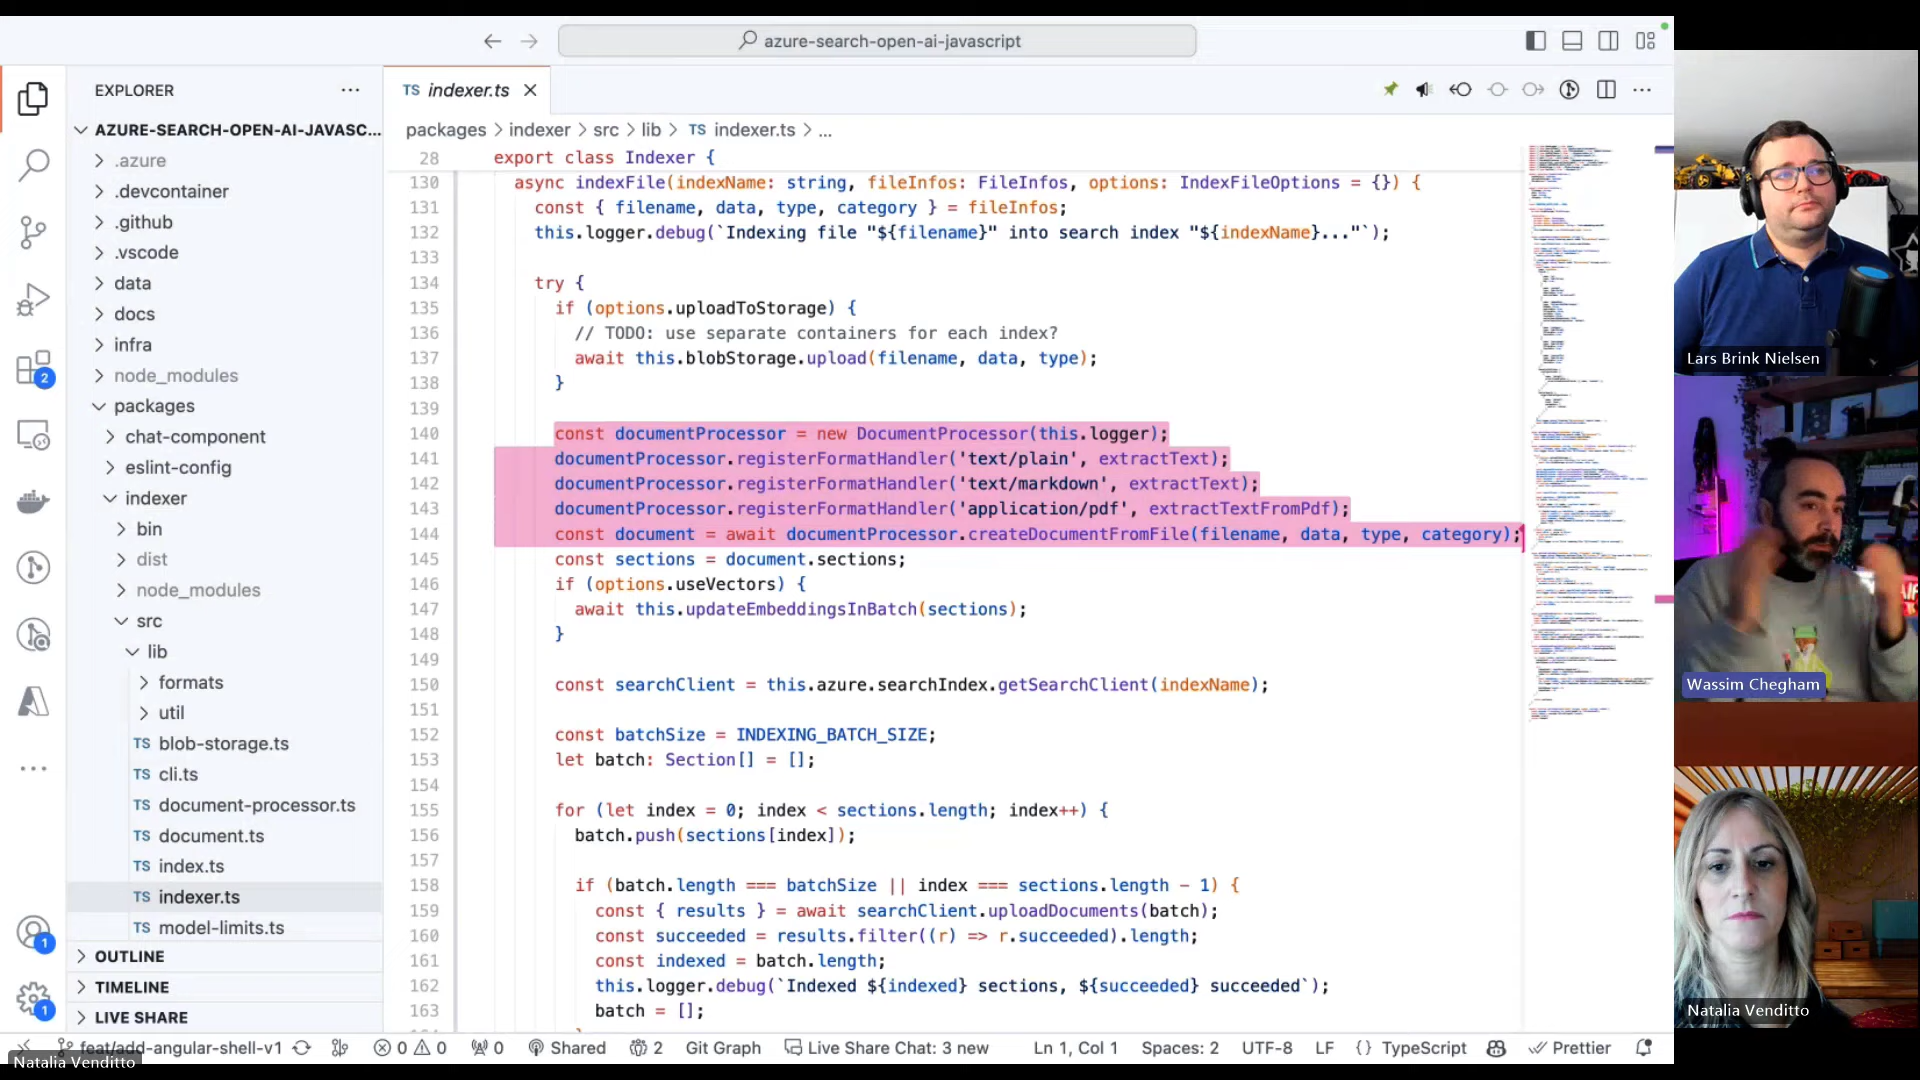 azure-search-open-ai-javascript
EXPLORER
AZURE-SEARCH-OPEN-AI-JAVASC...
.azure
.devcontainer
.github
.vscode
data
docs
infra
node_modules
packages
chat-component
eslint-config
indexer
bin
dist
node_modules
src
lib
formats
util
TS blob-storage.ts
TS cli.ts
TS document-processor.ts
TS document.ts
TS index.ts
TS indexer.ts
TS model-limits.ts
OUTLINE
TIMELINE
LIVE SHARE
2
1
1
TS indexer.ts
packages > indexer > src > lib > TS indexer.ts > ...
28 export class Indexer {
130 async indexFile(indexName: string, fileInfos: FileInfos, options: IndexFileOptions = {}) {
131 const { filename, data, type, category } = fileInfos;
132 this.logger.debug(`Indexing file "${filename}" into search index "${indexName}..."`);
133
134 try {
135 if (options.uploadToStorage) {
136 // TODO: use separate containers for each index?
137 await this.blobStorage.upload(filename, data, type);
138 }
139
140 const documentProcessor = new DocumentProcessor(this.logger);
141 documentProcessor.registerFormatHandler('text/plain', extractText);
142 documentProcessor.registerFormatHandler('text/markdown', extractText);
143 documentProcessor.registerFormatHandler('application/pdf', extractTextFromPdf);
144 const document = await documentProcessor.createDocumentFromFile(filename, data, type, category);
145 const sections = document.sections;
146 if (options.useVectors) {
147 await this.updateEmbeddingsInBatch(sections);
148 }
149
150 const searchClient = this.azure.searchIndex.getSearchClient(indexName);
151
152 const batchSize = INDEXING_BATCH_SIZE;
153 let batch: Section[] = [];
154
155 for (let index = 0; index < sections.length; index++) {
156 batch.push(sections[index]);
157
158 if (batch.length === batchSize || index === sections.length - 1) {
159 const { results } = await searchClient.uploadDocuments(batch);
160 const succeeded = results.filter((r) => r.succeeded).length;
161 const indexed = batch.length;
162 this.logger.debug(`Indexed ${indexed} sections, ${succeeded} succeeded`);
163 batch = [];
feat/add-angular-shell-v1 0 0 0 Shared 2 Git Graph Live Share Chat: 3 new Ln 1, Col 1 Spaces: 2 UTF-8 LF {} TypeScript Prettier
Natalia Venditto
Lars Brink Nielsen
Wassim Chegham
Natalia Venditto